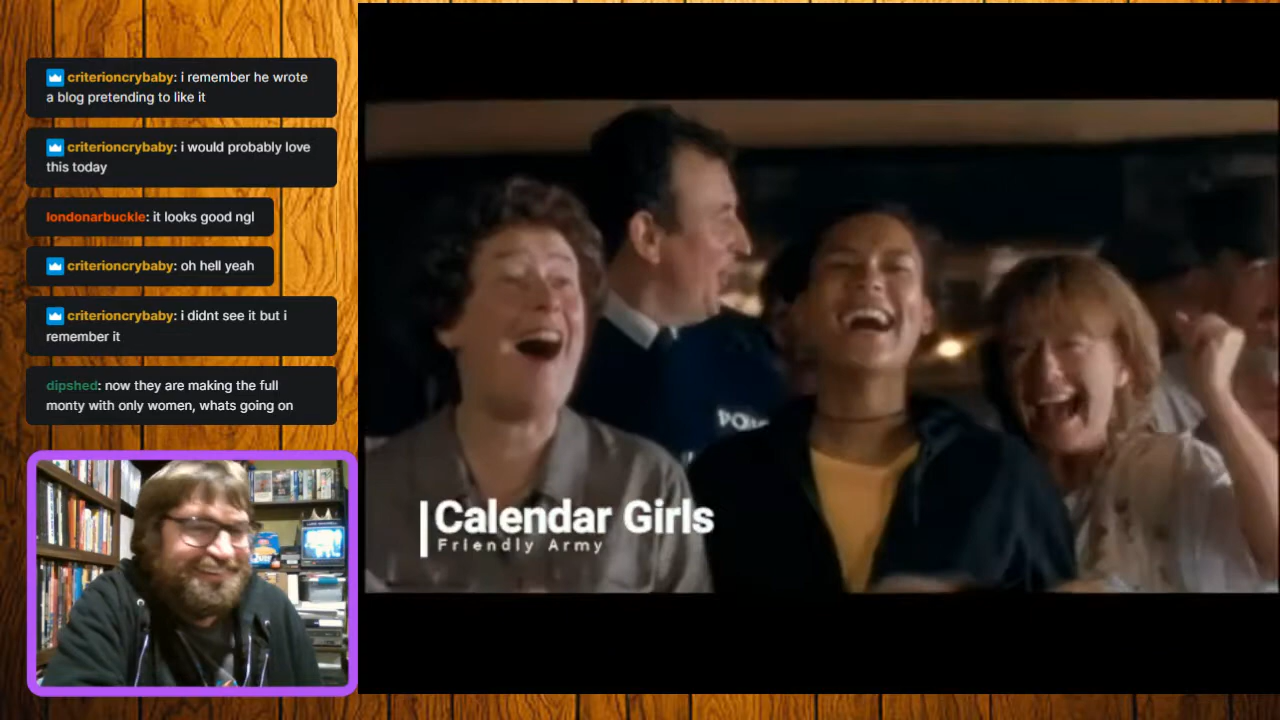 criterioncrybaby: i remember he wrote
a blog pretending to like it
criterioncrybaby: i would probably love
this today
londonarbuckle: it looks good ngl
criterioncrybaby: oh hell yeah
criterioncrybaby: i didnt see it but i
remember it
dipshed: now they are making the full
monty with only women, whats going on
Calendar Girls
Friendly Army